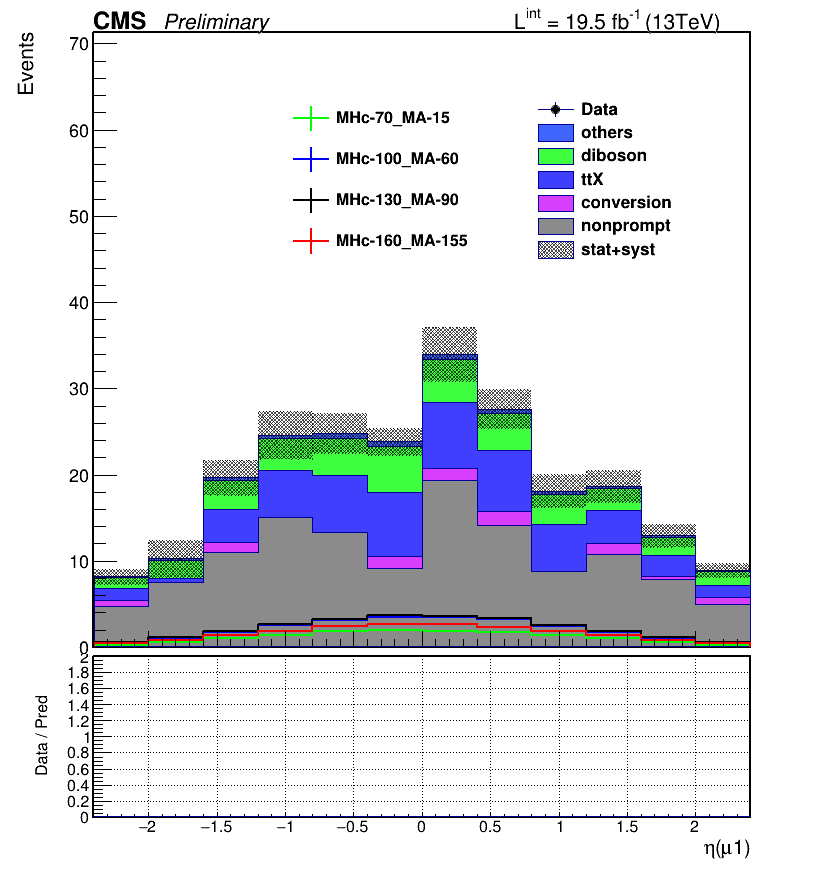 CMS Preliminary L^int = 19.5 fb^-1 (13TeV)
Events
70
60
50
40
30
20
10
0
MHc-70_MA-15
MHc-100_MA-60
MHc-130_MA-90
MHc-160_MA-155
Data
others
diboson
ttX
conversion
nonprompt
stat+syst
Data / Pred
2
1.8
1.6
1.4
1.2
1
0.8
0.6
0.4
0.2
0
−2 −1.5 −1 −0.5 0 0.5 1 1.5 2
η(μ1)